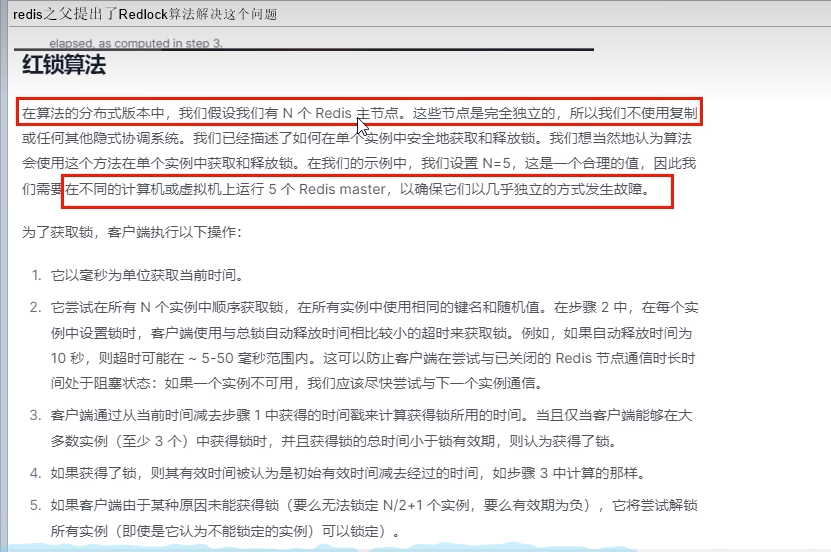 redis之父提出了Redlock算法解决这个问题
elapsed, as computed in step 3.
红锁算法
在算法的分布式版本中，我们假设我们有 N 个 Redis 主节点。这些节点是完全独立的，所以我们不使用复制
或任何其他隐式协调系统。我们已经描述了如何在单个实例中安全地获取和释放锁。我们想当然地认为算法
会使用这个方法在单个实例中获取和释放锁。在我们的示例中，我们设置 N=5，这是一个合理的值，因此我
们需要在不同的计算机或虚拟机上运行 5 个 Redis master，以确保它们以几乎独立的方式发生故障。
为了获取锁，客户端执行以下操作：
1. 它以毫秒为单位获取当前时间。
2. 它尝试在所有 N 个实例中顺序获取锁，在所有实例中使用相同的键名和随机值。在步骤 2 中，在每个实
例中设置锁时，客户端使用与总锁自动释放时间相比较小的超时来获取锁。例如，如果自动释放时间为
10 秒，则超时可能在 ~ 5-50 毫秒范围内。这可以防止客户端在尝试与已关闭的 Redis 节点通信时长时
间处于阻塞状态：如果一个实例不可用，我们应该尽快尝试与下一个实例通信。
3. 客户端通过从当前时间减去步骤 1 中获得的时间戳来计算获得锁所用的时间。当且仅当客户端能够在大
多数实例（至少 3 个）中获得锁时，并且获得锁的总时间小于锁有效期，则认为获得了锁。
4. 如果获得了锁，则其有效时间被认为是初始有效时间减去经过的时间，如步骤 3 中计算的那样。
5. 如果客户端由于某种原因未能获得锁（要么无法锁定 N/2+1 个实例，要么有效期为负），它将尝试解锁
所有实例（即使是它认为不能锁定的实例）可以锁定）。